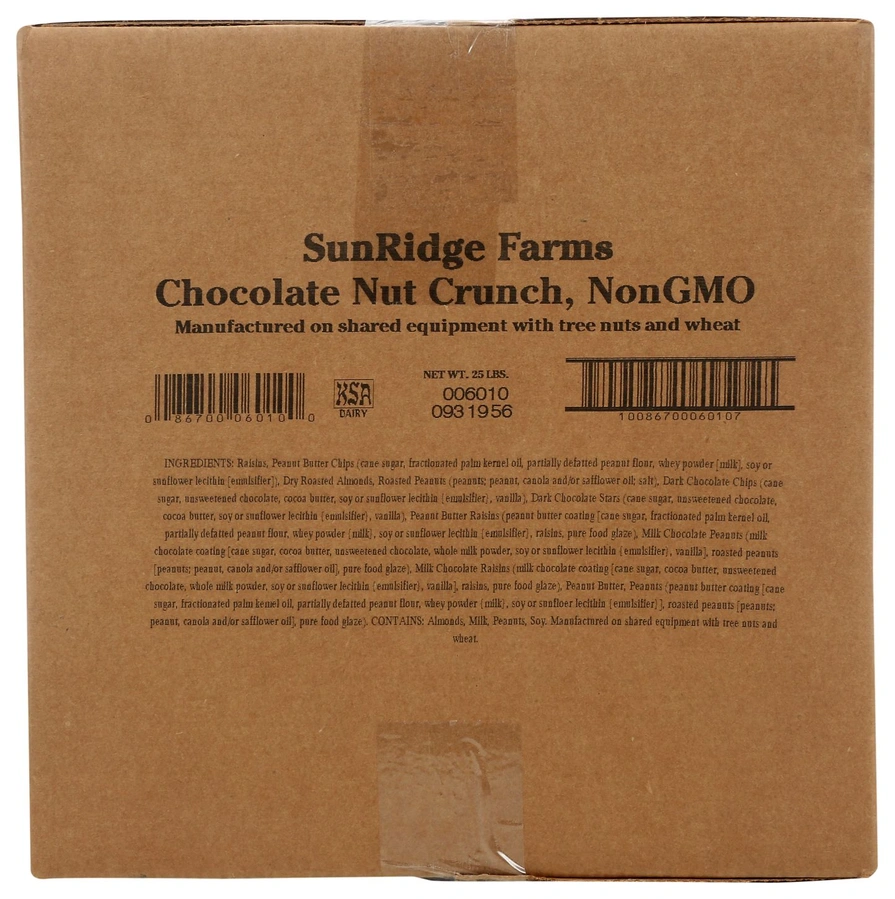 SunRidge Farms
Chocolate Nut Crunch, NonGMO
Manufactured on shared equipment with tree nuts and wheat
0 86700 06010 0
KSA
DAIRY
NET WT. 25 LBS.
006010
0931956
10086700060107
INGREDIENTS: Raisins, Peanut Butter Chips (cane sugar, fractionated palm kernel oil, partially defatted peanut flour, whey powder [milk], soy or
sunflower lecithin [emulsifier]), Dry Roasted Almonds, Roasted Peanuts (peanuts; peanut, canola and/or safflower oil; salt), Dark Chocolate Chips (cane
sugar, unsweetened chocolate, cocoa butter, soy or sunflower lecithin {emulsifier}, vanilla), Dark Chocolate Stars (cane sugar, unsweetened chocolate,
cocoa butter, soy or sunflower lecithin {emulsifier}, vanilla), Peanut Butter Raisins (peanut butter coating [cane sugar, fractionated palm kernel oil,
partially defatted peanut flour, whey powder {milk}, soy or sunflower lecithin {emulsifier}, raisins, pure food glaze), Milk Chocolate Peanuts (milk
chocolate coating [cane sugar, cocoa butter, unsweetened chocolate, whole milk powder, soy or sunflower lecithin {emulsifier}, vanilla], roasted peanuts
[peanuts; peanut, canola and/or safflower oil], pure food glaze), Milk Chocolate Raisins (milk chocolate coating [cane sugar, cocoa butter, unsweetened
chocolate, whole milk powder, soy or sunflower lecithin {emulsifier}, vanilla], raisins, pure food glaze), Peanut Butter, Peanuts (peanut butter coating [cane
sugar, fractionated palm kernel oil, partially defatted peanut flour, whey powder {milk}, soy or sunfloer lecithin {emulsifier}], roasted peanuts [peanuts;
peanut, canola and/or safflower oil], pure food glaze). CONTAINS: Almonds, Milk, Peanuts, Soy. Manufactured on shared equipment with tree nuts and
wheat.